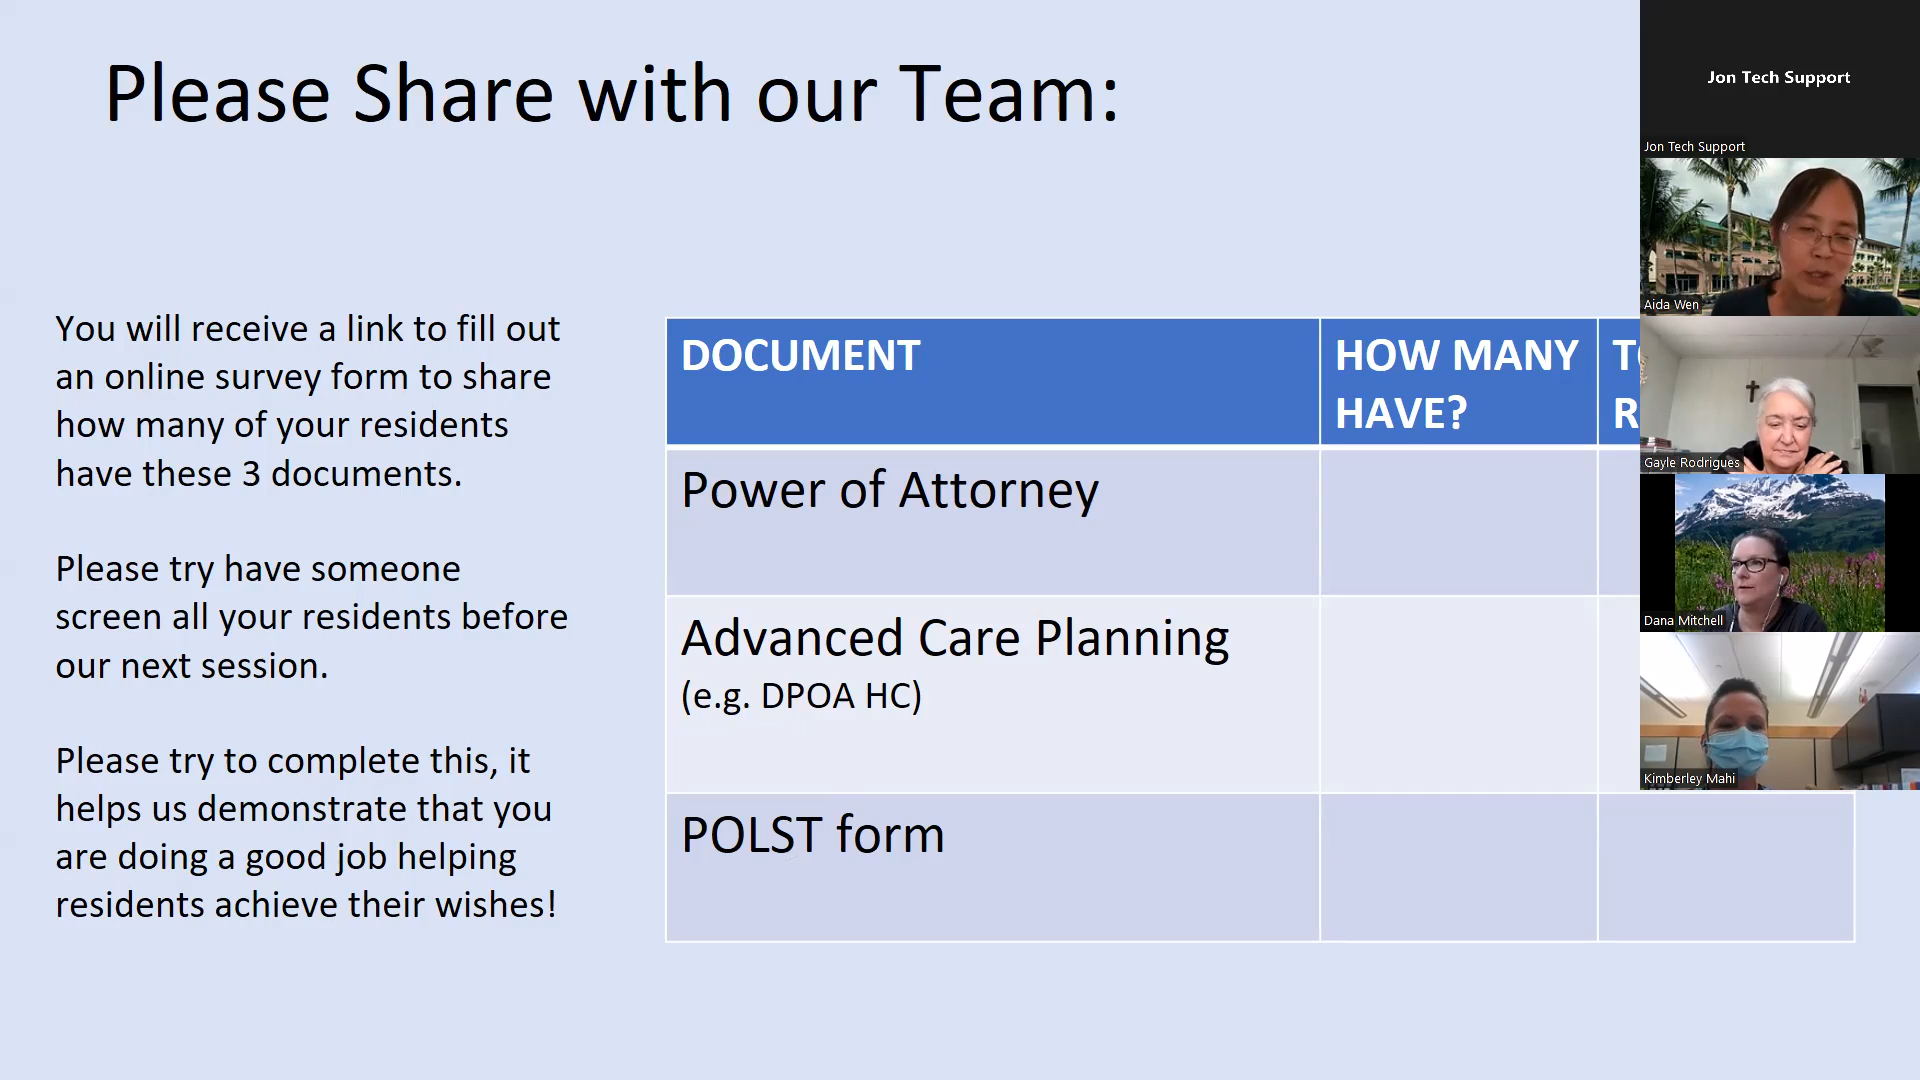 Please Share with our Team:
You will receive a link to fill out
an online survey form to share
how many of your residents
have these 3 documents.
Please try have someone
screen all your residents before
our next session.
Please try to complete this, it
helps us demonstrate that you
are doing a good job helping
residents achieve their wishes!
DOCUMENT
HOW MANY
HAVE?
Power of Attorney
Advanced Care Planning
(e.g. DPOA HC)
POLST form
Jon Tech Support
Jon Tech Support
Aida Wen
Gayle Rodrigues
Dana Mitchell
Kimberley Mahi